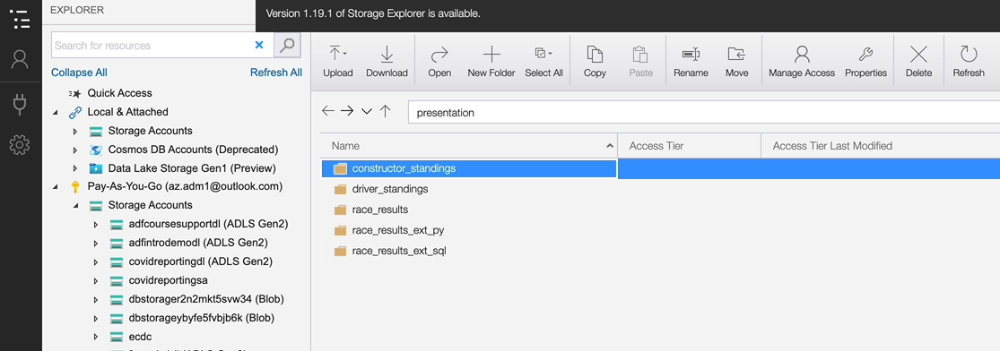 EXPLORER
Version 1.19.1 of Storage Explorer is available.
Search for resources
Collapse All
Refresh All
Quick Access
Local & Attached
Storage Accounts
Cosmos DB Accounts (Deprecated)
Data Lake Storage Gen1 (Preview)
Pay-As-You-Go (az.adm1@outlook.com)
Storage Accounts
adfcoursesupportdl (ADLS Gen2)
adfintrodemodl (ADLS Gen2)
covidreportingdl (ADLS Gen2)
covidreportingsa
dbstorager2n2mkt5svw34 (Blob)
dbstorageybyfe5fvbjb6k (Blob)
ecdc
Upload
Download
Open
New Folder
Select All
Copy
Paste
Rename
Move
Manage Access
Properties
Delete
Refresh
presentation
Name
Access Tier
Access Tier Last Modified
constructor_standings
driver_standings
race_results
race_results_ext_py
race_results_ext_sql